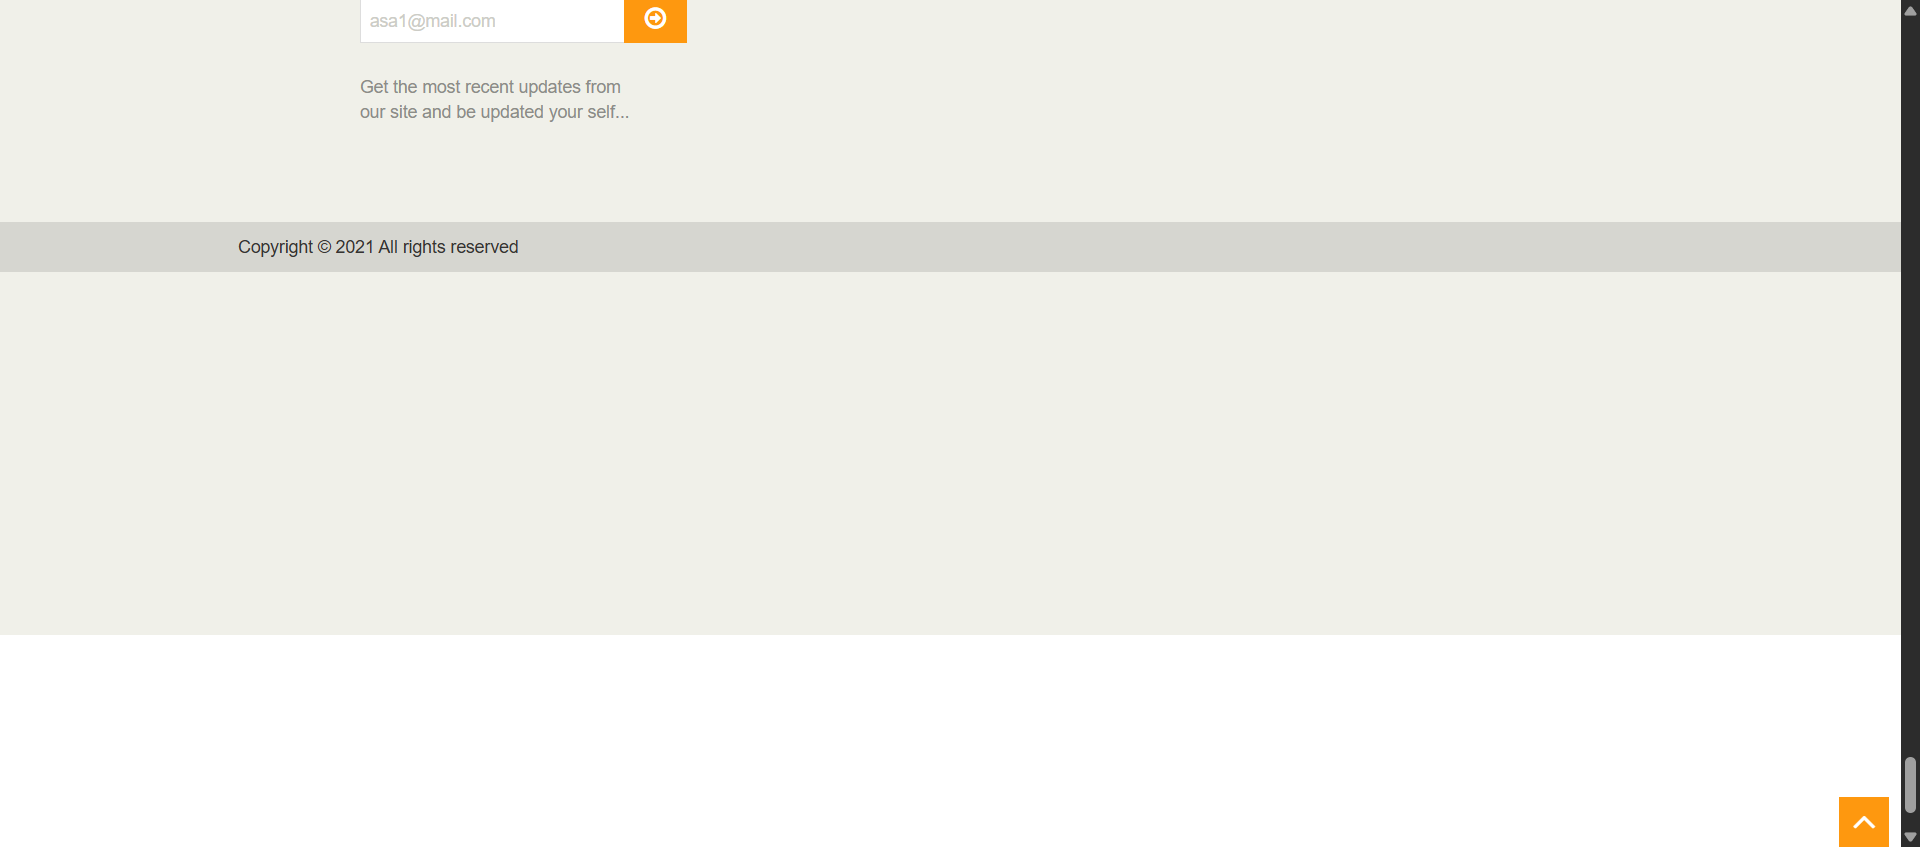 asa1@mail.com
Get the most recent updates from
our site and be updated your self...
Copyright © 2021 All rights reserved